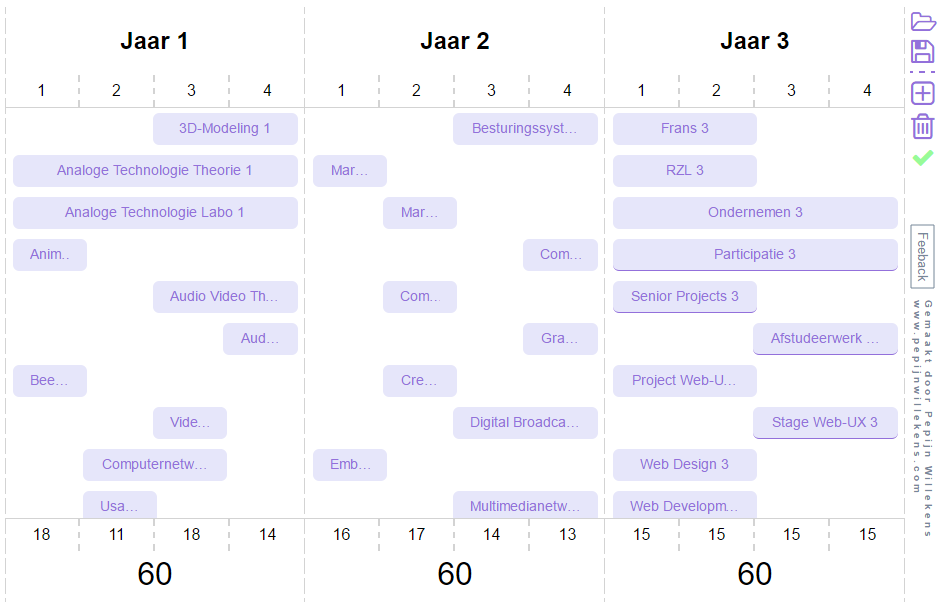 Jaar 1 Jaar 2 Jaar 3
1 2 3 4 1 2 3 4 1 2 3 4
3D-Modeling 1 Besturingssyst... Frans 3
Analoge Technologie Theorie 1 Mar... RZL 3
Analoge Technologie Labo 1 Mar... Ondernemen 3
Anim.. Com... Participatie 3
Audio Video Th... Com... Senior Projects 3
Aud... Gra... Afstudeerwerk ...
Bee... Cre... Project Web-U...
Vide... Digital Broadca... Stage Web-UX 3
Computernetw... Emb... Web Design 3
Usa... Multimedianetw... Web Developm...
18 11 18 14 16 17 14 13 15 15 15 15
60 60 60
Feeback
Gemaakt door Pepijn Willekens
www.pepijnwillekens.com